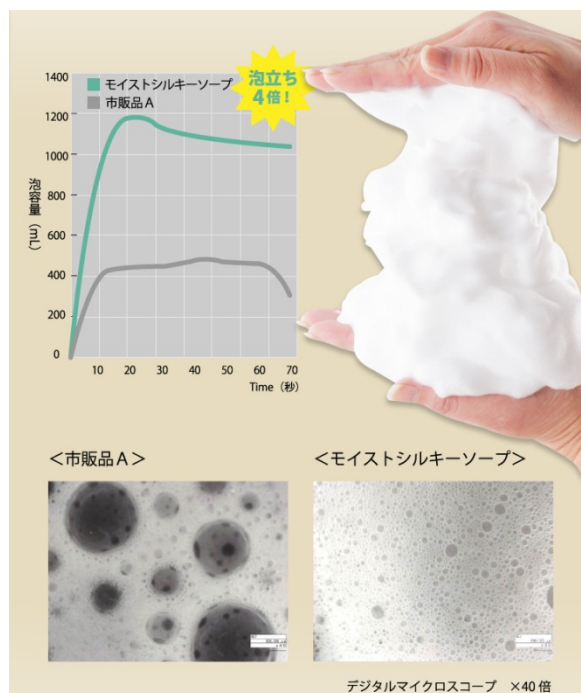 1400
モイストシルキーソープ
市販品A
泡立ち
4倍！
1200
1000
800
600
400
200
0
泡容量（mL）
10 20 30 40 50 60 70
Time（秒）
＜市販品A＞
＜モイストシルキーソープ＞
デジタルマイクロスコープ ×40倍